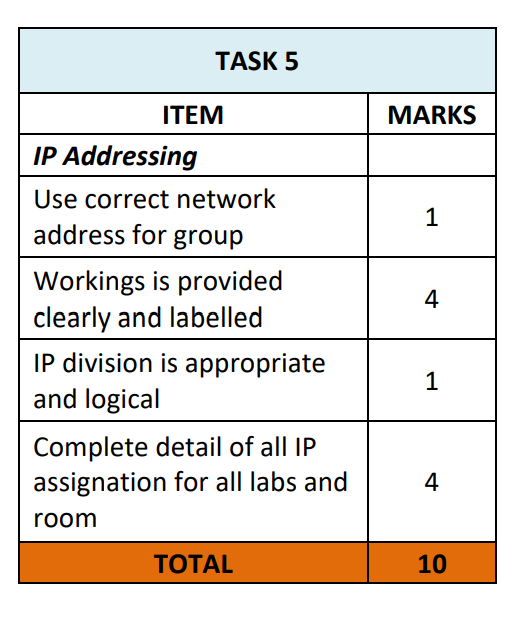 TASK 5
ITEM MARKS
IP Addressing
Use correct network
address for group
1
Workings is provided
clearly and labelled
4
IP division is appropriate
and logical
1
Complete detail of all IP
assignation for all labs and
room
4
TOTAL 10